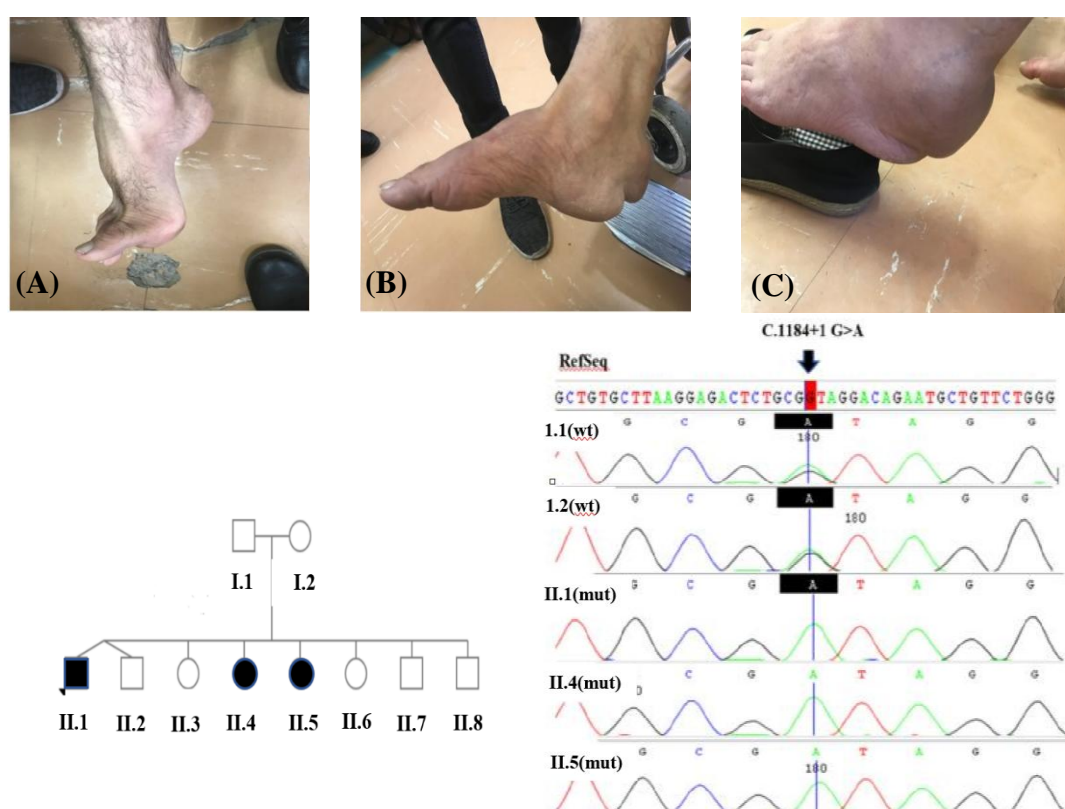 (A)
(B)
(C)
C.1184+1 G>A
RefSeq
GCTGTGCTTAAGGAGACTCTGCGGTAGGACAGAATGCTGTTCTGGG
G C G A T A G G
1.1(wt)
180
G C G A T A G G
1.2(wt)
180
G C G A T A G G
II.1(mut)
C G A T A G G
II.4(mut)
G C G A T A G G
II.5(mut)
180
I.1 I.2
II.1 II.2 II.3 II.4 II.5 II.6 II.7 II.8